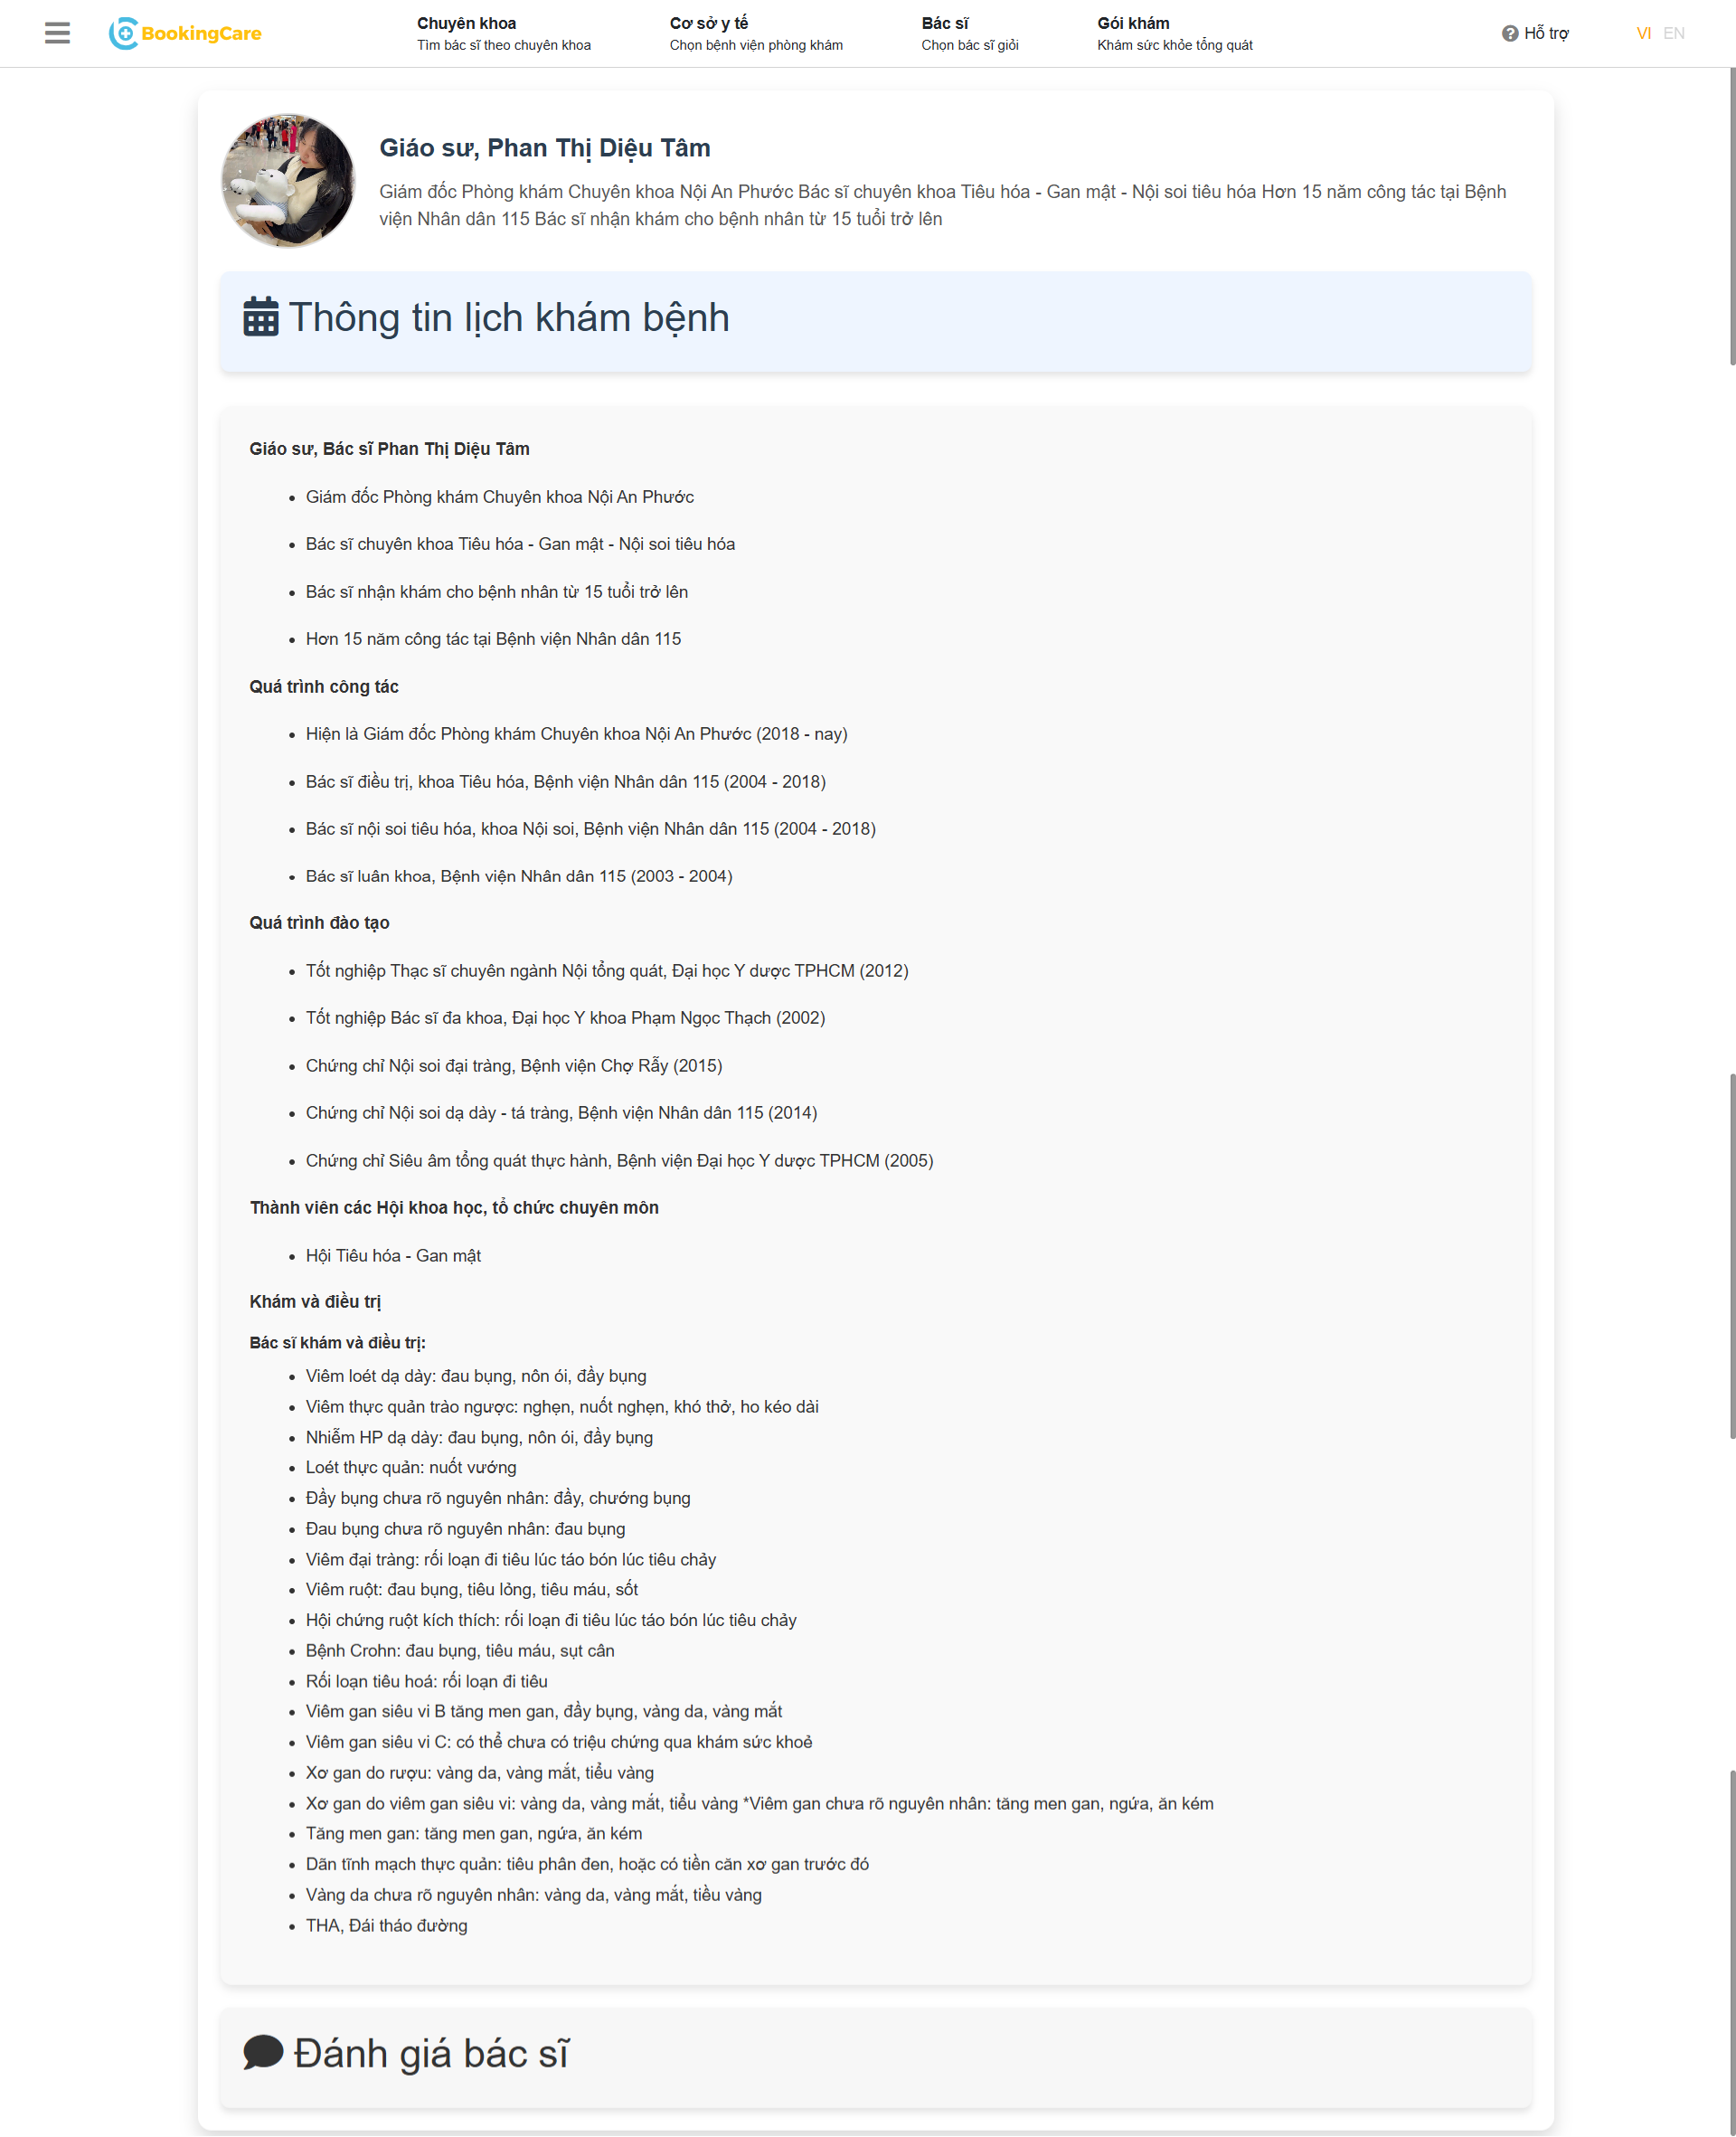 BookingCare
Chuyên khoa
Tìm bác sĩ theo chuyên khoa
Cơ sở y tế
Chọn bệnh viện phòng khám
Bác sĩ
Chọn bác sĩ giỏi
Gói khám
Khám sức khỏe tổng quát
Hỗ trợ
VI EN
Giáo sư, Phan Thị Diệu Tâm
Giám đốc Phòng khám Chuyên khoa Nội An Phước Bác sĩ chuyên khoa Tiêu hóa - Gan mật - Nội soi tiêu hóa Hơn 15 năm công tác tại Bệnh
viện Nhân dân 115 Bác sĩ nhận khám cho bệnh nhân từ 15 tuổi trở lên
Thông tin lịch khám bệnh
Giáo sư, Bác sĩ Phan Thị Diệu Tâm
Giám đốc Phòng khám Chuyên khoa Nội An Phước
Bác sĩ chuyên khoa Tiêu hóa - Gan mật - Nội soi tiêu hóa
Bác sĩ nhận khám cho bệnh nhân từ 15 tuổi trở lên
Hơn 15 năm công tác tại Bệnh viện Nhân dân 115
Quá trình công tác
Hiện là Giám đốc Phòng khám Chuyên khoa Nội An Phước (2018 - nay)
Bác sĩ điều trị, khoa Tiêu hóa, Bệnh viện Nhân dân 115 (2004 - 2018)
Bác sĩ nội soi tiêu hóa, khoa Nội soi, Bệnh viện Nhân dân 115 (2004 - 2018)
Bác sĩ luân khoa, Bệnh viện Nhân dân 115 (2003 - 2004)
Quá trình đào tạo
Tốt nghiệp Thạc sĩ chuyên ngành Nội tổng quát, Đại học Y dược TPHCM (2012)
Tốt nghiệp Bác sĩ đa khoa, Đại học Y khoa Phạm Ngọc Thạch (2002)
Chứng chỉ Nội soi đại tràng, Bệnh viện Chợ Rẫy (2015)
Chứng chỉ Nội soi dạ dày - tá tràng, Bệnh viện Nhân dân 115 (2014)
Chứng chỉ Siêu âm tổng quát thực hành, Bệnh viện Đại học Y dược TPHCM (2005)
Thành viên các Hội khoa học, tổ chức chuyên môn
Hội Tiêu hóa - Gan mật
Khám và điều trị
Bác sĩ khám và điều trị:
Viêm loét dạ dày: đau bụng, nôn ói, đầy bụng
Viêm thực quản trào ngược: nghẹn, nuốt nghẹn, khó thở, ho kéo dài
Nhiễm HP dạ dày: đau bụng, nôn ói, đầy bụng
Loét thực quản: nuốt vướng
Đầy bụng chưa rõ nguyên nhân: đầy, chướng bụng
Đau bụng chưa rõ nguyên nhân: đau bụng
Viêm đại tràng: rối loạn đi tiêu lúc táo bón lúc tiêu chảy
Viêm ruột: đau bụng, tiêu lỏng, tiêu máu, sốt
Hội chứng ruột kích thích: rối loạn đi tiêu lúc táo bón lúc tiêu chảy
Bệnh Crohn: đau bụng, tiêu máu, sụt cân
Rối loạn tiêu hoá: rối loạn đi tiêu
Viêm gan siêu vi B tăng men gan, đầy bụng, vàng da, vàng mắt
Viêm gan siêu vi C: có thể chưa có triệu chứng qua khám sức khoẻ
Xơ gan do rượu: vàng da, vàng mắt, tiểu vàng
Xơ gan do viêm gan siêu vi: vàng da, vàng mắt, tiểu vàng *Viêm gan chưa rõ nguyên nhân: tăng men gan, ngứa, ăn kém
Tăng men gan: tăng men gan, ngứa, ăn kém
Dãn tĩnh mạch thực quản: tiêu phân đen, hoặc có tiền căn xơ gan trước đó
Vàng da chưa rõ nguyên nhân: vàng da, vàng mắt, tiều vàng
THA, Đái tháo đường
Đánh giá bác sĩ